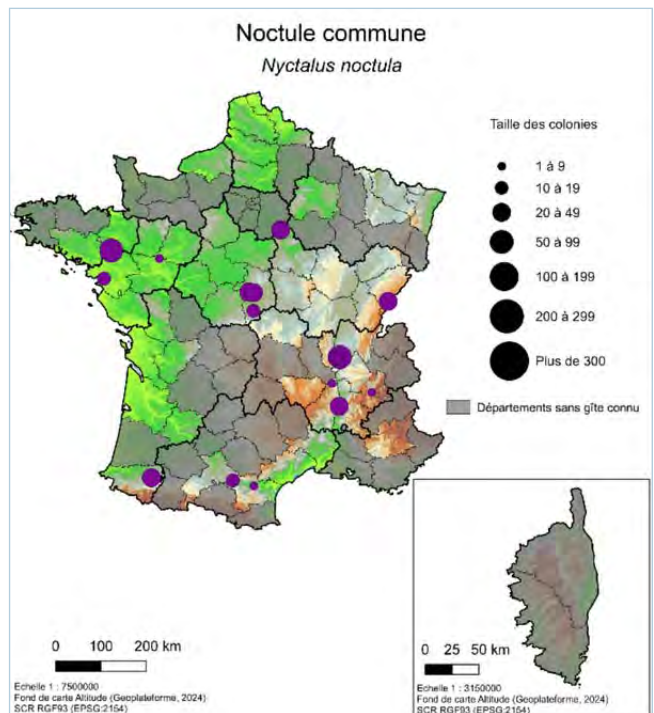 Noctule commune
Nyctalus noctula
Taille des colonies
1 à 9
10 à 19
20 à 49
50 à 99
100 à 199
200 à 299
Plus de 300
Départements sans gîte connu
0 100 200 km
Echelle 1 : 7500000
Fond de carte Altitude (Geoplateforme, 2024)
SCR RGF93 (EPSG:2154)
0 25 50 km
Echelle 1 : 3150000
Fond de carte Altitude (Geoplateforme, 2024)
SCR RGF93 (EPSG:2154)